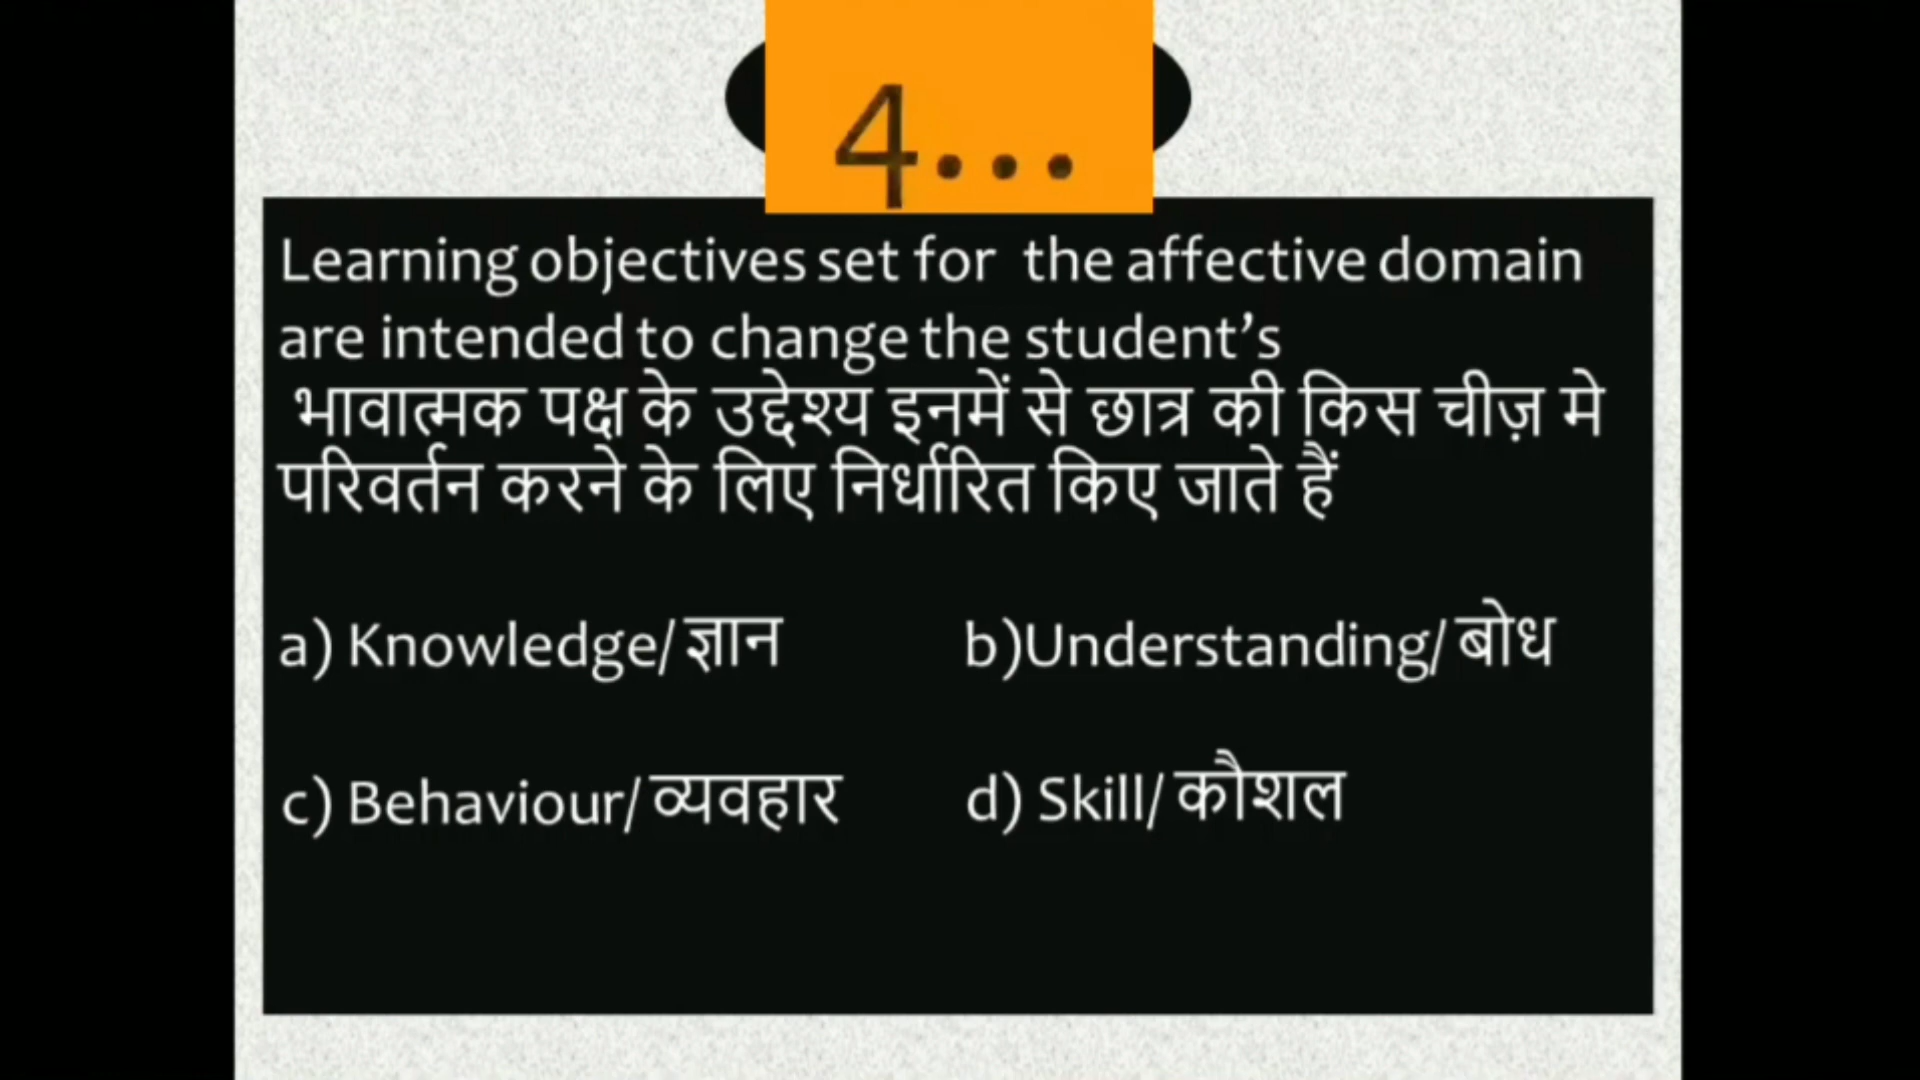 4...
Learning objectives set for the affective domain
are intended to change the student’s
भावात्मक पक्ष के उद्देश्य इनमें से छात्र की किस चीज़ मे
परिवर्तन करने के लिए निर्धारित किए जाते हैं
a) Knowledge/ ज्ञान b)Understanding/ बोध
c) Behaviour/ व्यवहार d) Skill/ कौशल